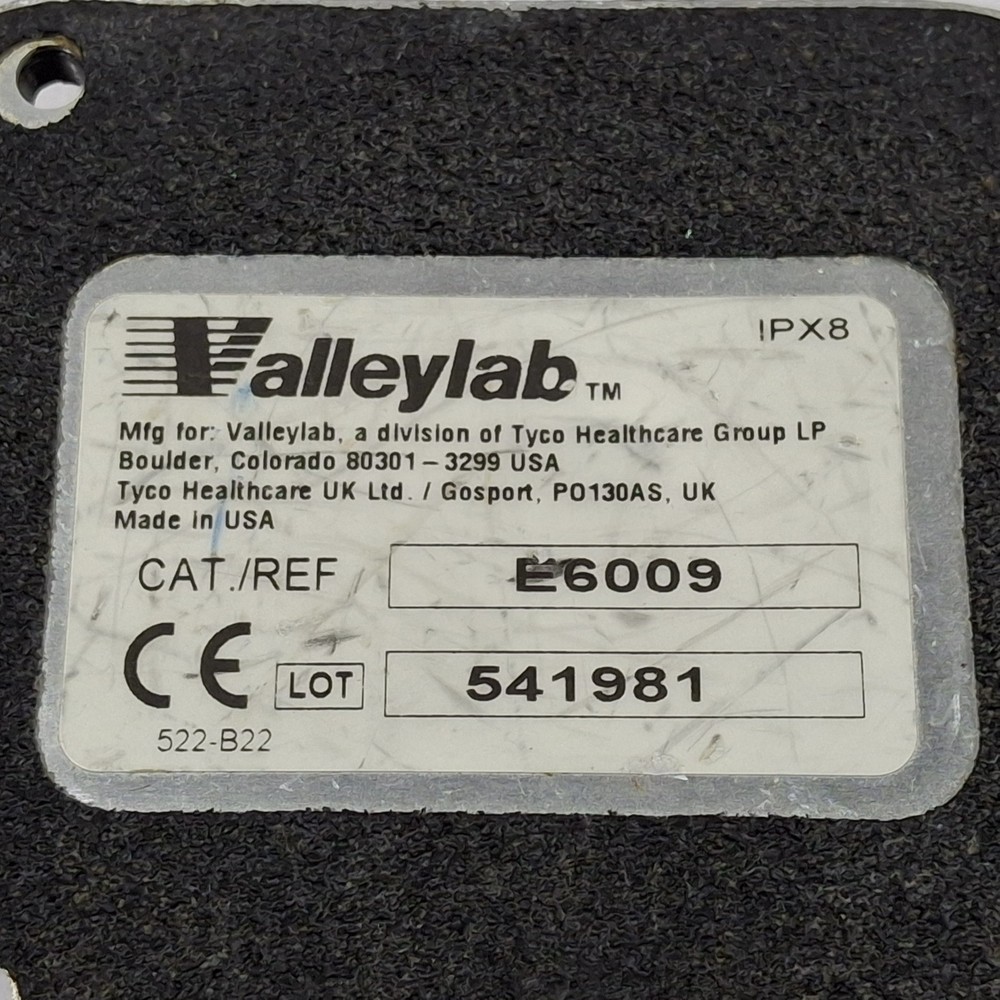 Valleylab™
IPX8
Mfg for: Valleylab, a division of Tyco Healthcare Group LP
Boulder, Colorado 80301-3299 USA
Tyco Healthcare UK Ltd. / Gosport, PO130AS, UK
Made in USA
CAT./REF E6009
CE LOT 541981
522-B22